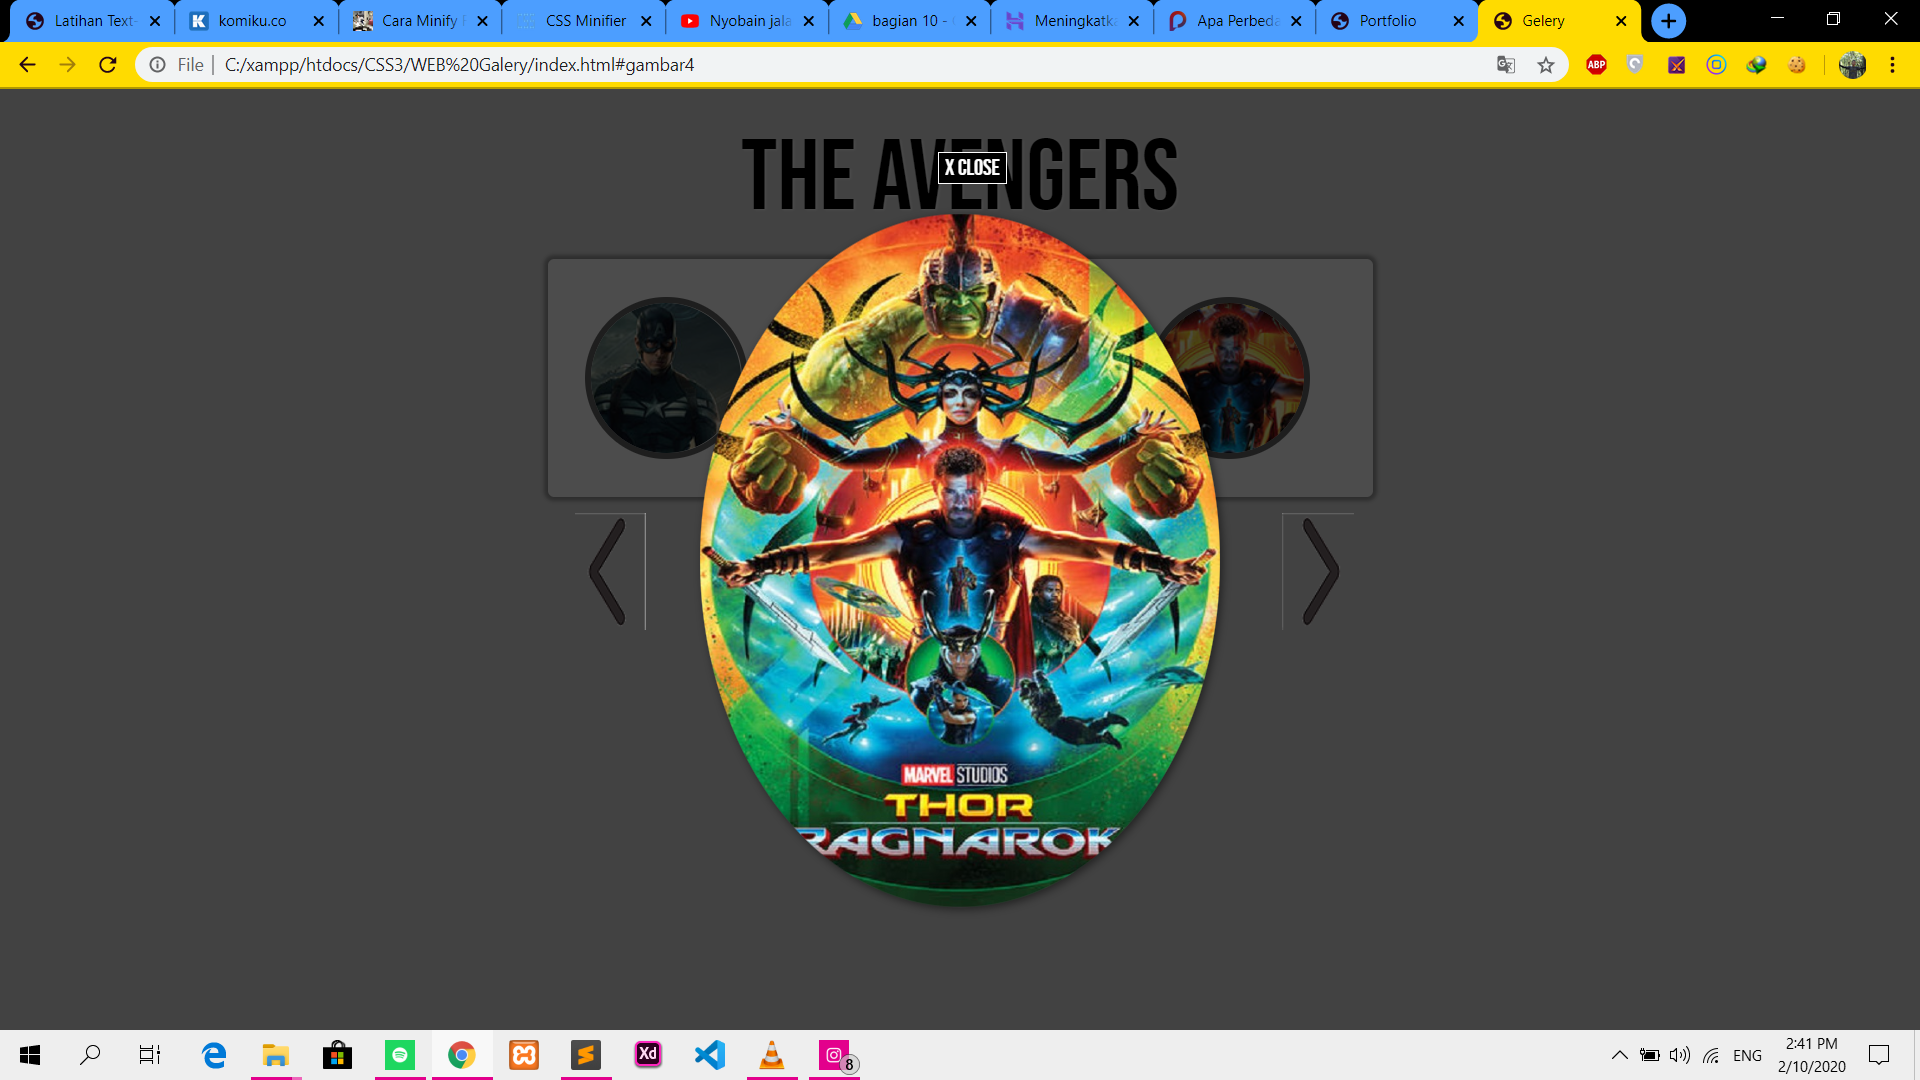 Latihan Text-
komiku.co
Cara Minify
CSS Minifier
Nyobain jala
bagian 10 -
Meningkatka
Apa Perbeda
Portfolio
Gelery
File
C:/xampp/htdocs/CSS3/WEB%20Galery/index.html#gambar4
ABP
THE AVENGERS
X CLOSE
MARVEL STUDIOS
THOR
RAGNAROK
Xd
8
ENG
2:41 PM
2/10/2020